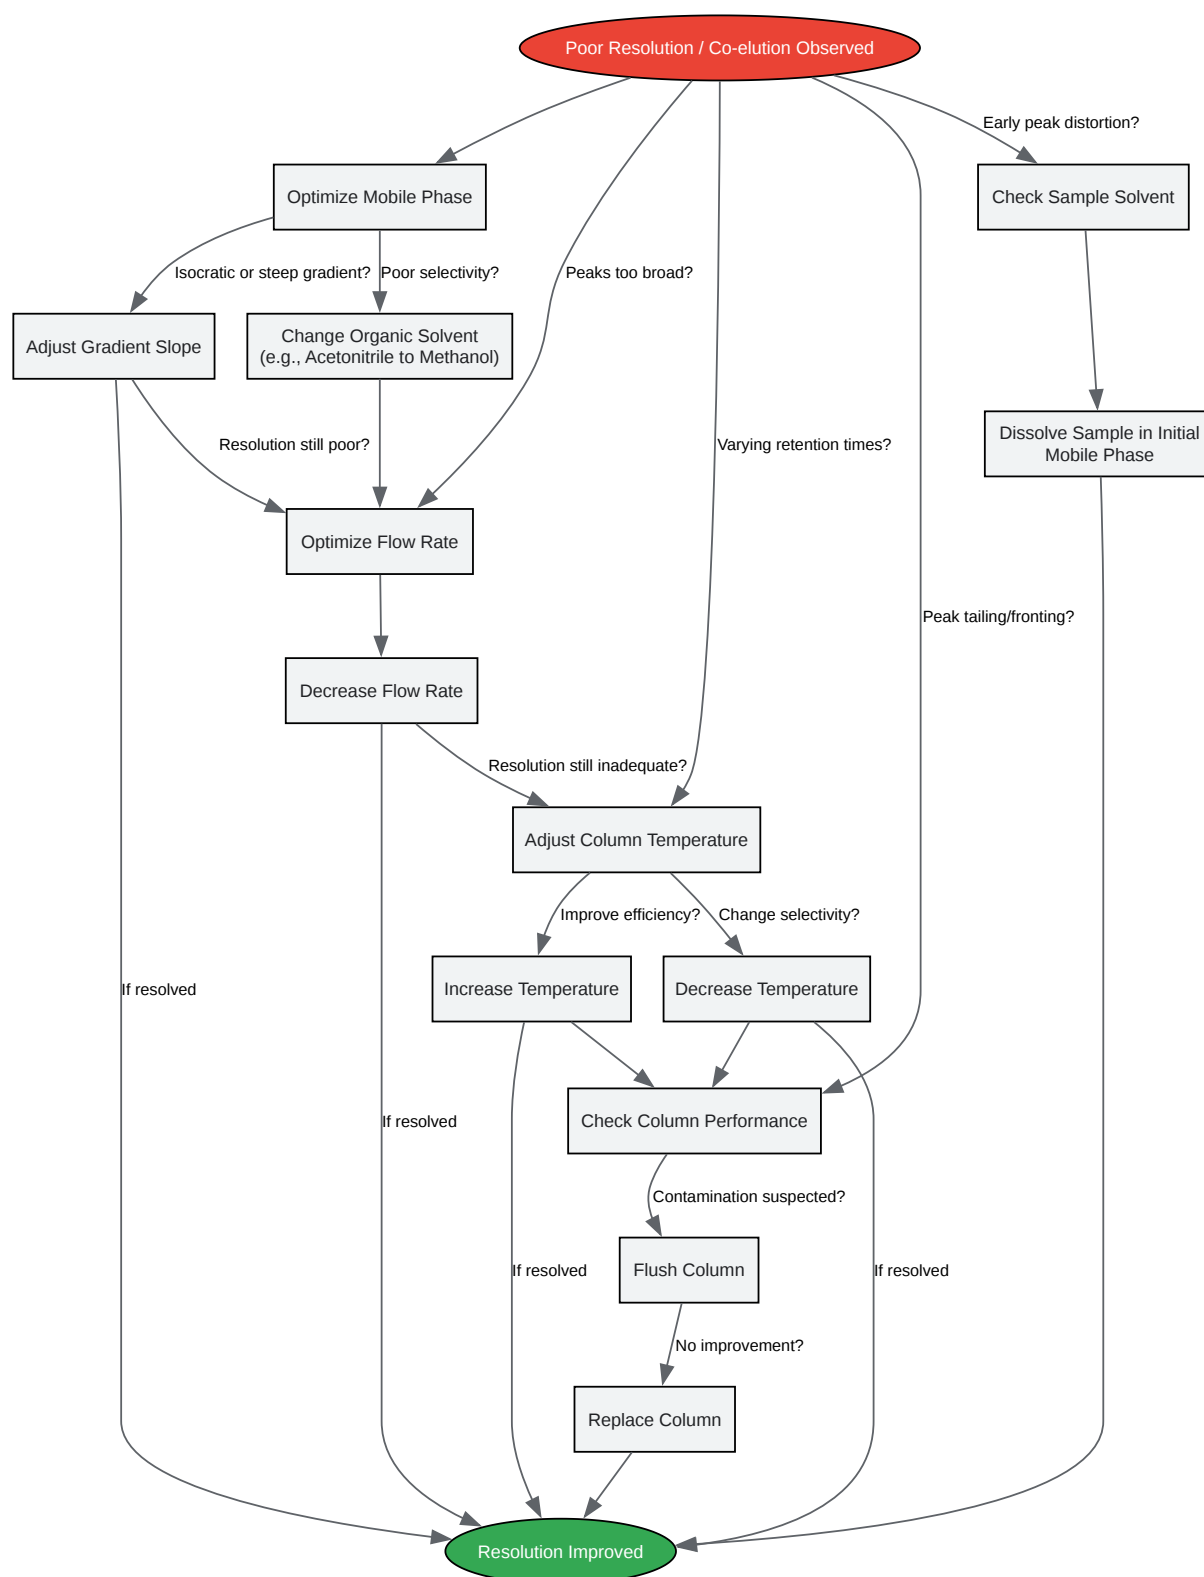 Poor Resolution / Co-elution Observed
Early peak distortion?
Optimize Mobile Phase
Check Sample Solvent
Isocratic or steep gradient?
Poor selectivity?
Peaks too broad?
Adjust Gradient Slope
Change Organic Solvent
(e.g., Acetonitrile to Methanol)
Resolution still poor?
Varying retention times?
Dissolve Sample in Initial
Mobile Phase
Optimize Flow Rate
Peak tailing/fronting?
Decrease Flow Rate
Resolution still inadequate?
Adjust Column Temperature
Improve efficiency?
Change selectivity?
If resolved
Increase Temperature
Decrease Temperature
If resolved
Check Column Performance
Contamination suspected?
If resolved
Flush Column
If resolved
No improvement?
Replace Column
Resolution Improved